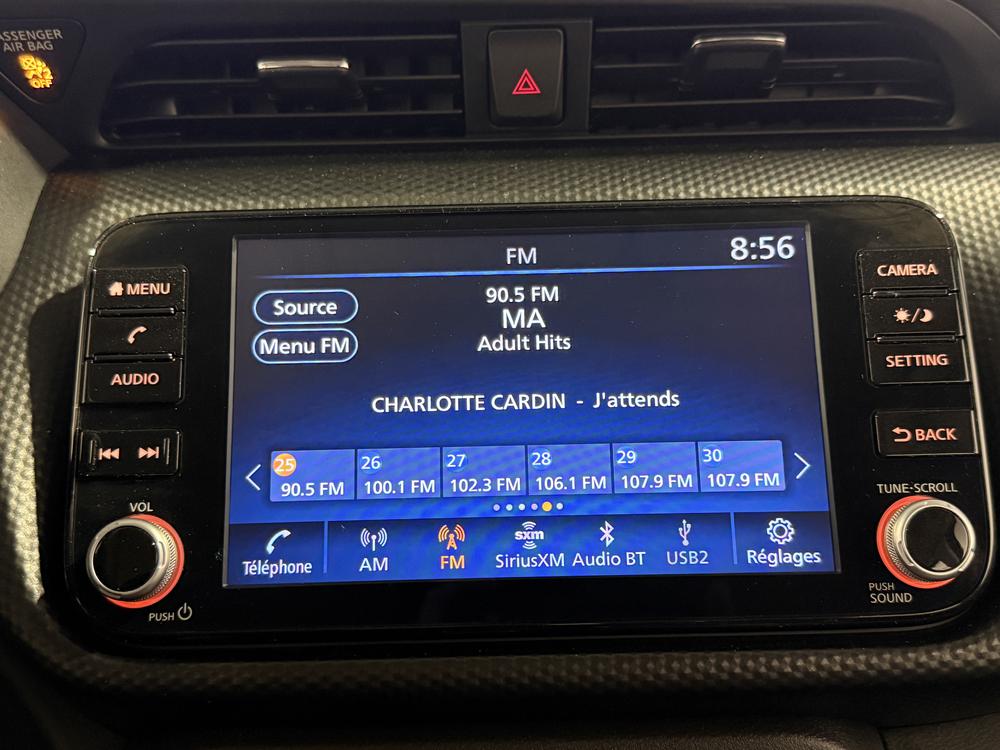 PASSENGER
AIR BAG
OFF
FM
8:56
MENU
CAMERA
Source
90.5 FM
MA
Menu FM
Adult Hits
AUDIO
SETTING
CHARLOTTE CARDIN - J'attends
BACK
25 26 27 28 29 30
90.5 FM 100.1 FM 102.3 FM 106.1 FM 107.9 FM 107.9 FM
VOL
TUNE·SCROLL
sxm
Téléphone AM FM SiriusXM Audio BT USB2 Réglages
PUSH
PUSH
SOUND